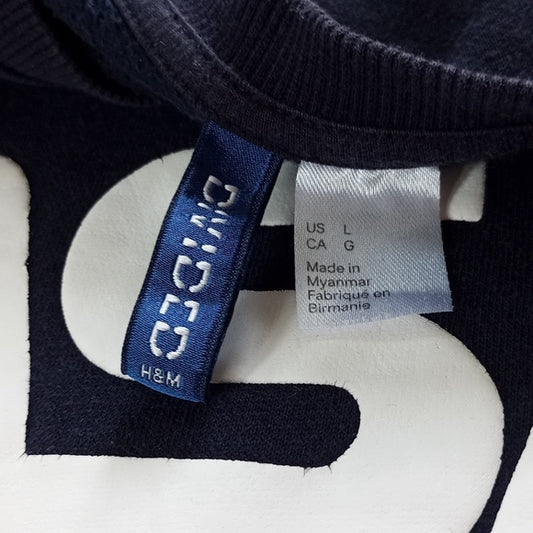 DIVIDED
H&M
US L
CA G
Made in
Myanmar
Fabriqué en
Birmanie